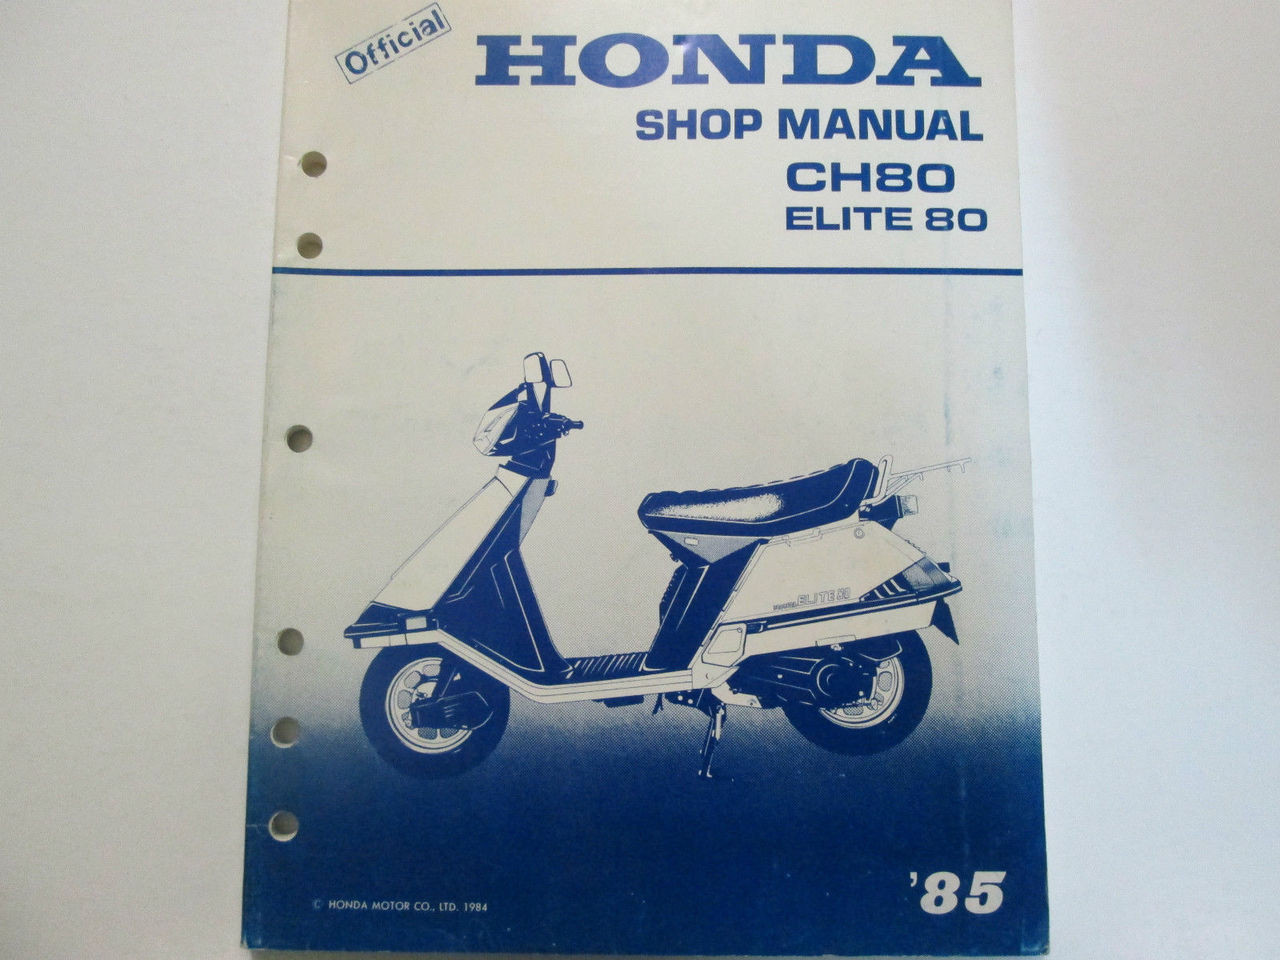 Official
HONDA
SHOP MANUAL
CH80
ELITE 80
ELITE 80
'85
© HONDA MOTOR CO., LTD. 1984